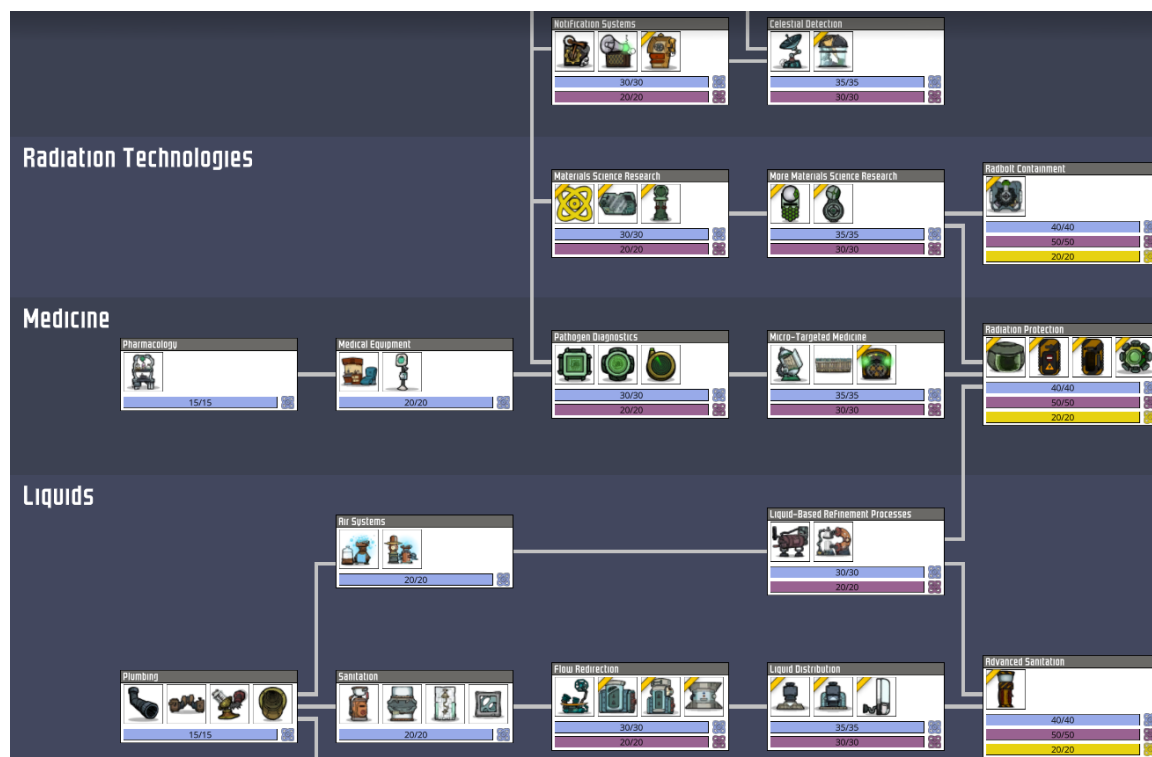 Notification Systems
30/30
20/20
Celestial Detection
35/35
30/30
Radiation Technologies
Materials Science Research
30/30
20/20
More Materials Science Research
35/35
30/30
Radbolt Containment
40/40
50/50
20/20
Medicine
Pharmacology
15/15
Medical Equipment
20/20
Pathogen Diagnostics
30/30
20/20
Micro-Targeted Medicine
35/35
30/30
Radiation Protection
40/40
50/50
20/20
Liquids
Air Systems
20/20
Liquid-Based Refinement Processes
30/30
20/20
Plumbing
15/15
Sanitation
20/20
Flow Redirection
30/30
20/20
Liquid Distribution
35/35
30/30
Advanced Sanitation
40/40
50/50
20/20